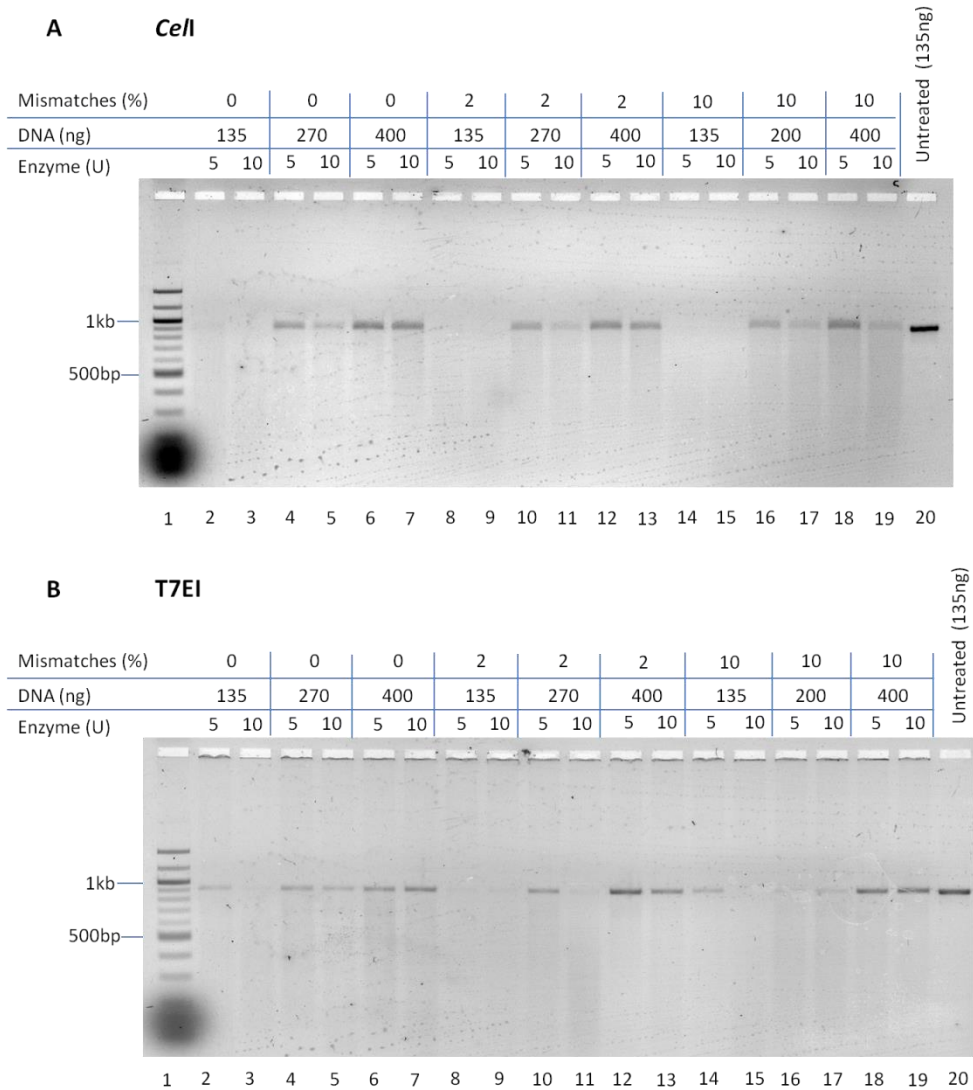 A CelI
Untreated (135ng)
Mismatches (%) 0 0 0 2 2 2 10 10 10
DNA (ng) 135 270 400 135 270 400 135 200 400
Enzyme (U) 5 10 5 10 5 10 5 10 5 10 5 10 5 10 5 10 5 10
1kb
500bp
1 2 3 4 5 6 7 8 9 10 11 12 13 14 15 16 17 18 19 20
B T7EI
Untreated (135ng)
Mismatches (%) 0 0 0 2 2 2 10 10 10
DNA (ng) 135 270 400 135 270 400 135 200 400
Enzyme (U) 5 10 5 10 5 10 5 10 5 10 5 10 5 10 5 10 5 10
1kb
500bp
1 2 3 4 5 6 7 8 9 10 11 12 13 14 15 16 17 18 19 20